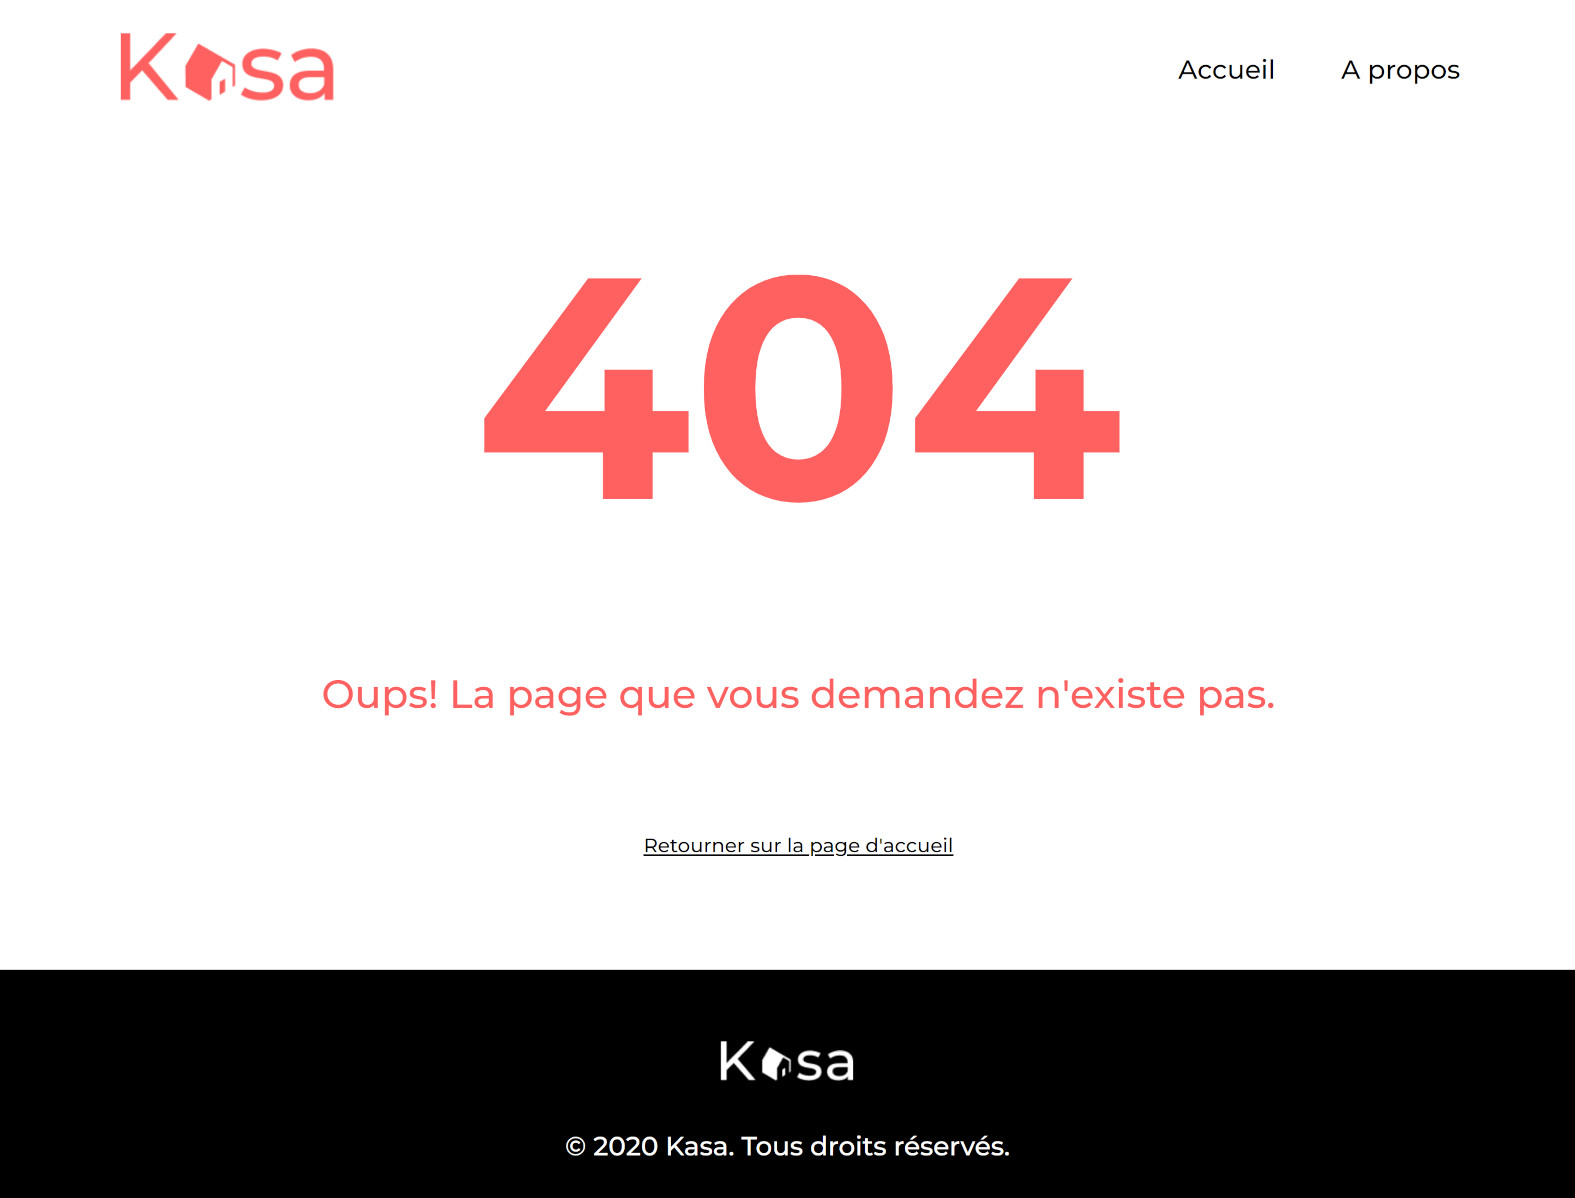 Kasa
Accueil
A propos
404
Oups! La page que vous demandez n'existe pas.
Retourner sur la page d'accueil
Kasa
© 2020 Kasa. Tous droits réservés.